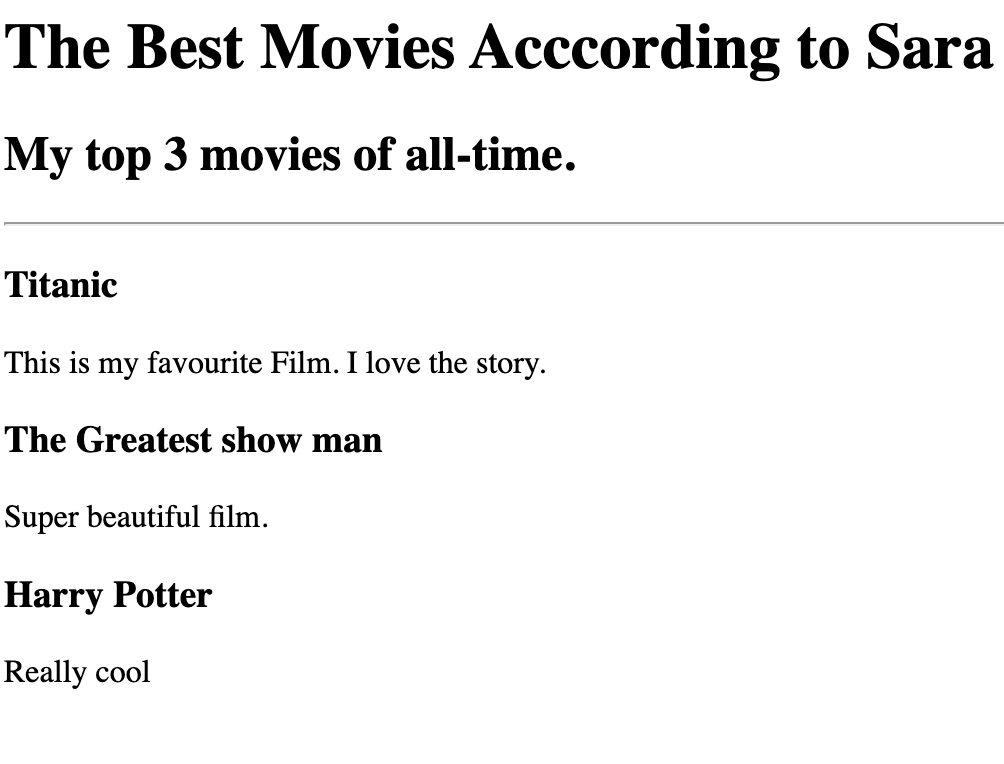 The Best Movies Acccording to Sara
My top 3 movies of all-time.
Titanic
This is my favourite Film. I love the story.
The Greatest show man
Super beautiful film.
Harry Potter
Really cool